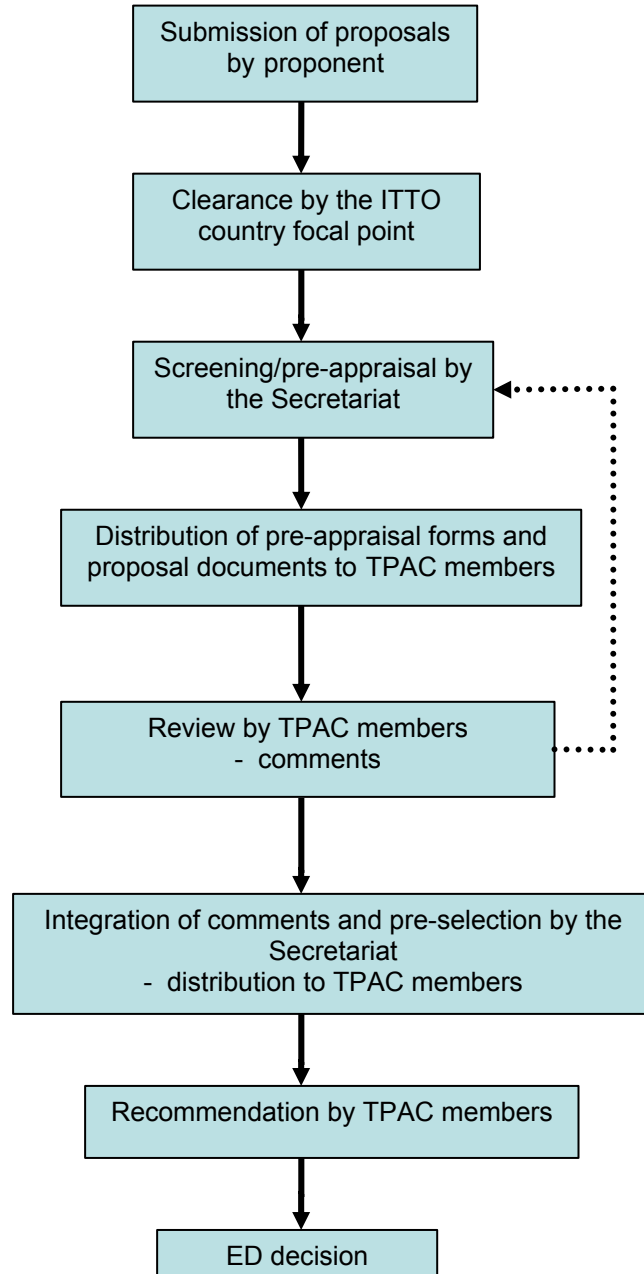 Submission of proposals
by proponent
Clearance by the ITTO
country focal point
Screening/pre-appraisal by
the Secretariat
Distribution of pre-appraisal forms and
proposal documents to TPAC members
Review by TPAC members
- comments
Integration of comments and pre-selection by the
Secretariat
- distribution to TPAC members
Recommendation by TPAC members
ED decision